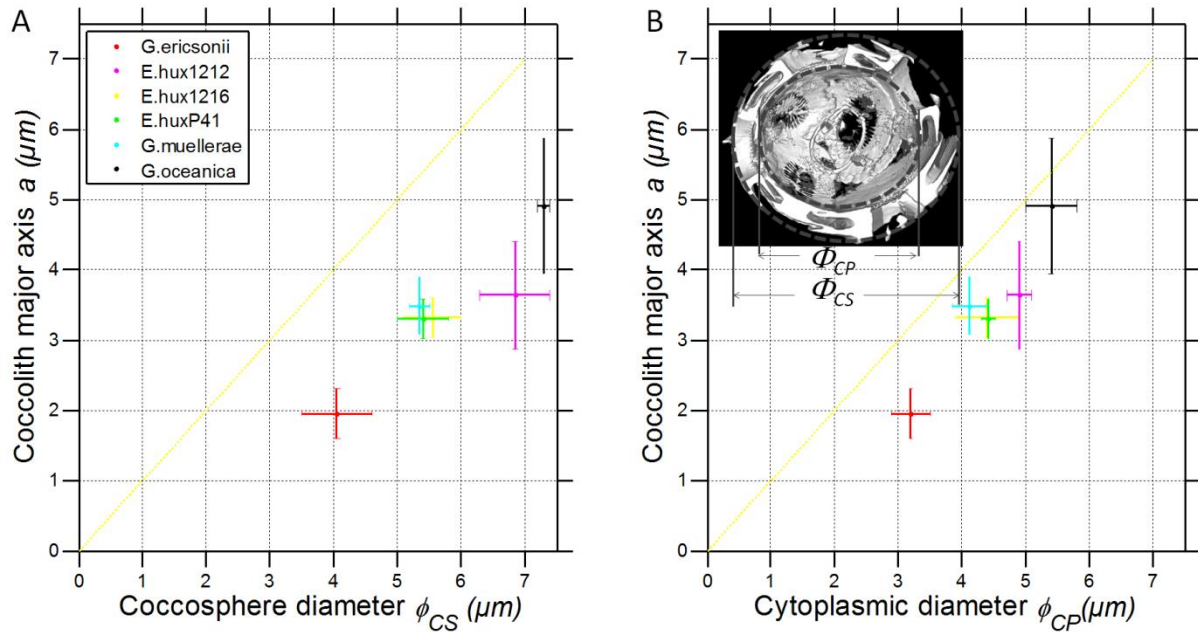 A
Coccolith major axis a (μm)
7
6
5
4
3
2
1
0
G.ericsonii
E.hux1212
E.hux1216
E.huxP41
G.muellerae
G.oceanica
0 1 2 3 4 5 6 7
Coccosphere diameter ϕCS (μm)
B
Coccolith major axis a (μm)
7
6
5
4
3
2
1
0
ΦCP
ΦCS
0 1 2 3 4 5 6 7
Cytoplasmic diameter ϕCP(μm)